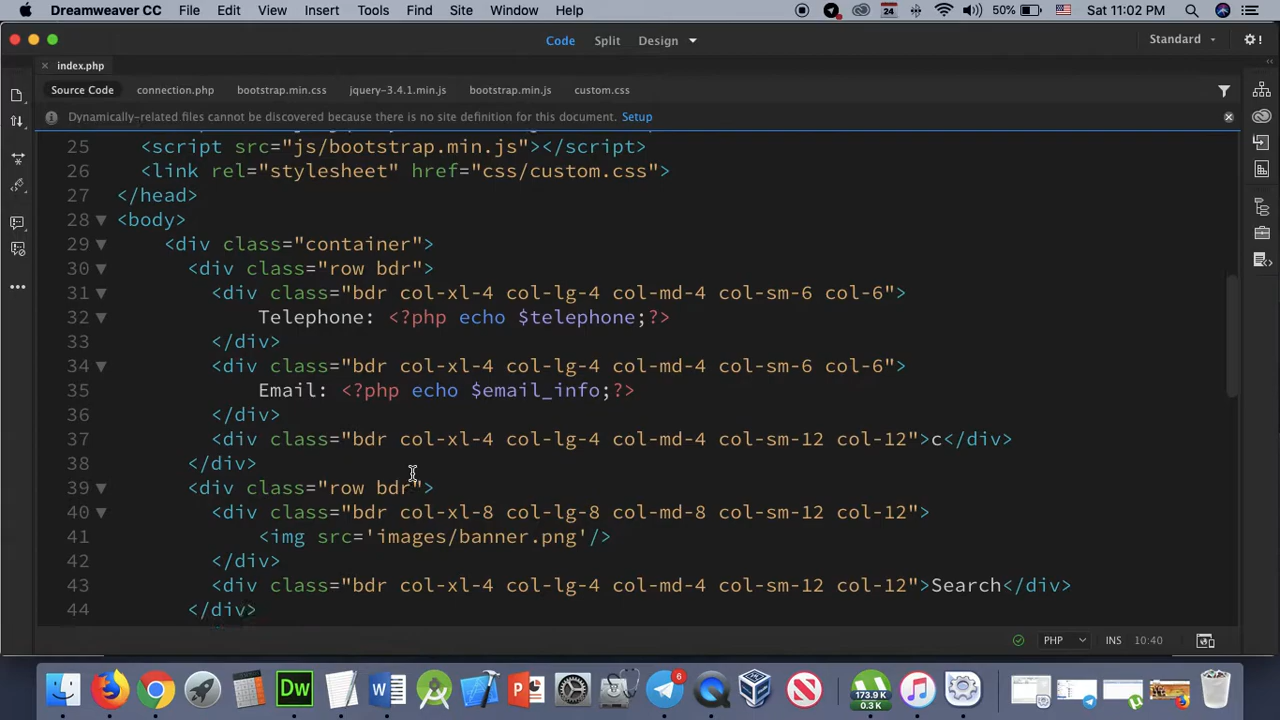 Dreamweaver CC File Edit View Insert Tools Find Site Window Help 24 50% Sat 11:02 PM
Code Split Design Standard
index.php
Source Code connection.php bootstrap.min.css jquery-3.4.1.min.js bootstrap.min.js custom.css
Dynamically-related files cannot be discovered because there is no site definition for this document. Setup
25 <script src="js/bootstrap.min.js"></script>
26 <link rel="stylesheet" href="css/custom.css">
27 </head>
28 <body>
29 <div class="container">
30 <div class="row bdr">
31 <div class="bdr col-xl-4 col-lg-4 col-md-4 col-sm-6 col-6">
32 Telephone: <?php echo $telephone;?>
33 </div>
34 <div class="bdr col-xl-4 col-lg-4 col-md-4 col-sm-6 col-6">
35 Email: <?php echo $email_info;?>
36 </div>
37 <div class="bdr col-xl-4 col-lg-4 col-md-4 col-sm-12 col-12">c</div>
38 </div>
39 <div class="row bdr">
40 <div class="bdr col-xl-8 col-lg-8 col-md-8 col-sm-12 col-12">
41 <img src='images/banner.png'/>
42 </div>
43 <div class="bdr col-xl-4 col-lg-4 col-md-4 col-sm-12 col-12">Search</div>
44 </div>
PHP INS 10:40
Dw W P 6 N 173.9 K
0.3 K